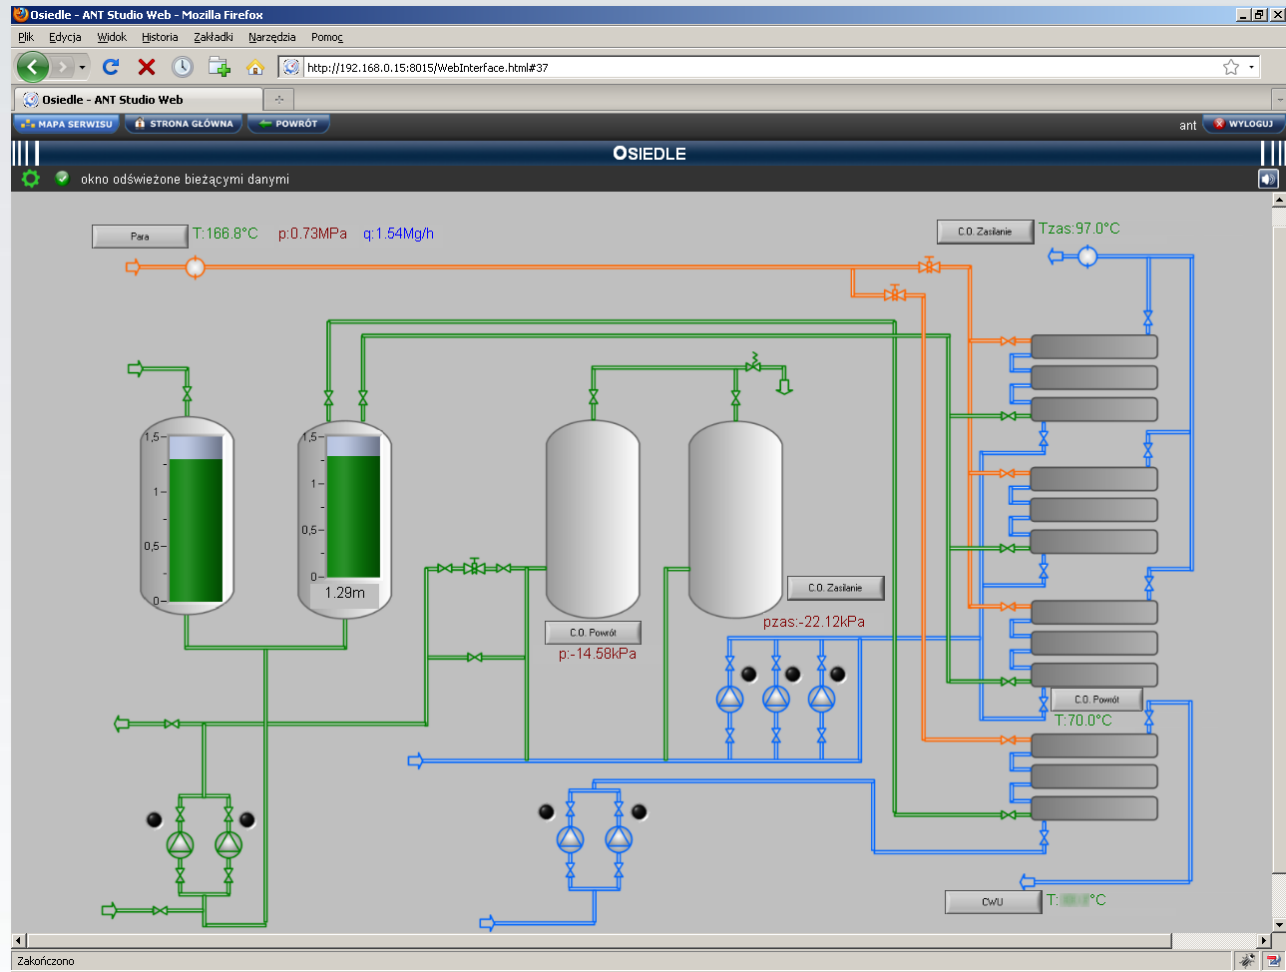 Osiedle - ANT Studio Web - Mozilla Firefox
Plik Edycja Widok Historia Zakładki Narzędzia Pomoc
http://192.168.0.15:8015/WebInterface.html#37
Osiedle - ANT Studio Web
MAPA SERWISU STRONA GŁÓWNA POWRÓT ant WYLOGUJ
OSIEDLE
okno odświeżone bieżącymi danymi
Para T:166.8°C p:0.73MPa q:1.54Mg/h
C.O. Zasilanie Tzas:97.0°C
1,5
1
0,5
0
1,5
1
0,5
0
1.29m
C.O. Zasilanie
pzas:-22.12kPa
C.O. Powrót
p:-14.58kPa
C.O. Powrót
T:70.0°C
CWU T: °C
Zakończono